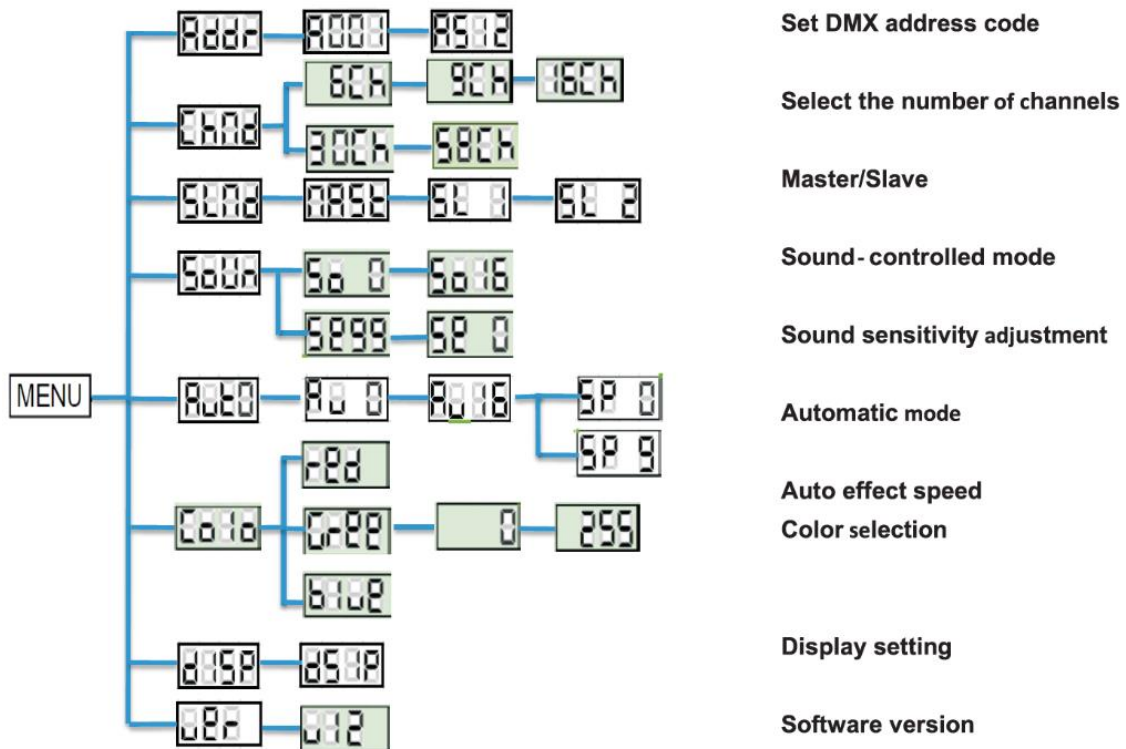 Addr A001 A512 Set DMX address code
6Ch 9Ch 16Ch
ChNd Select the number of channels
30Ch 58Ch
SLNd MASt SL 1 SL 2 Master/Slave
SoUn So 0 So16 Sound-controlled mode
SE99 SE 0 Sound sensitivity adjustment
MENU
AUtO Au 0 Au16 SP 0 Automatic mode
SP 9
rEd Auto effect speed
Colo GrEE 0 255 Color selection
bluE
dISP dSIP Display setting
vEr v12 Software version